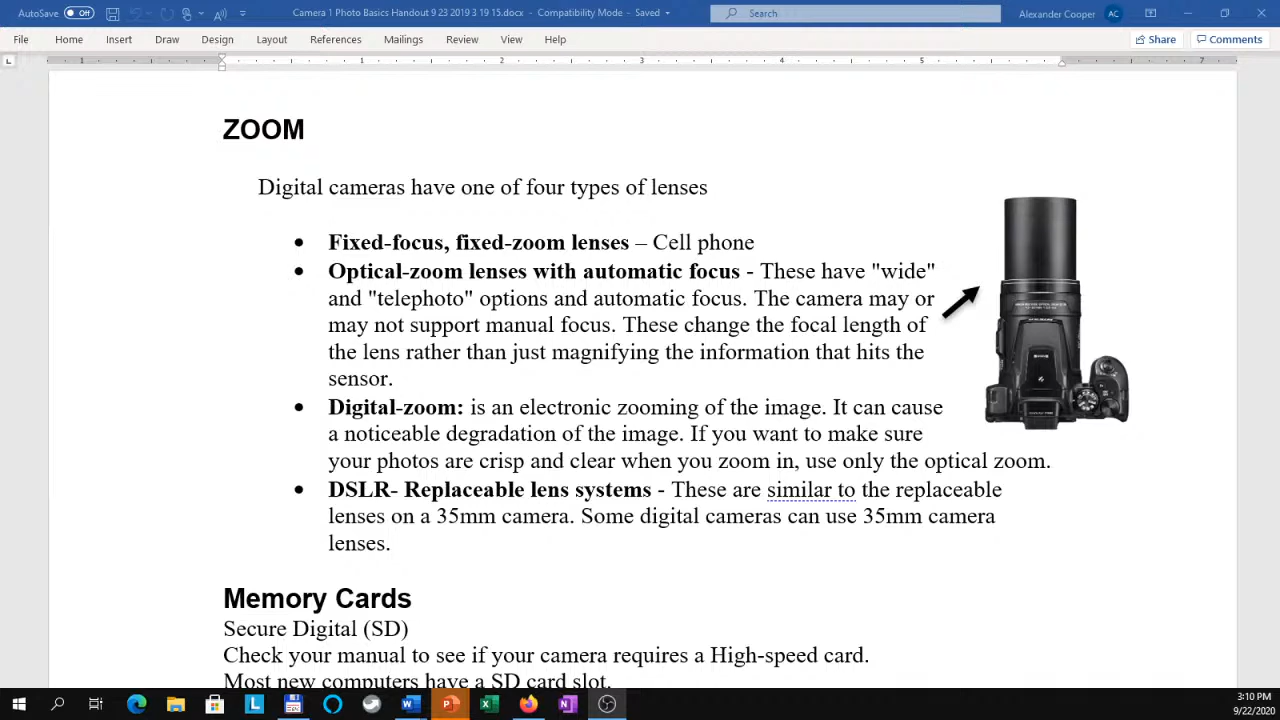 AutoSave Off Camera 1 Photo Basics Handout 9 23 2019 3 19 15.docx - Compatibility Mode - Saved Search Alexander Cooper AC
File Home Insert Draw Design Layout References Mailings Review View Help Share Comments
1 1 2 3 4 5 7
ZOOM
Digital cameras have one of four types of lenses
• Fixed-focus, fixed-zoom lenses – Cell phone
• Optical-zoom lenses with automatic focus - These have "wide"
and "telephoto" options and automatic focus. The camera may or
may not support manual focus. These change the focal length of
the lens rather than just magnifying the information that hits the
sensor.
• Digital-zoom: is an electronic zooming of the image. It can cause
a noticeable degradation of the image. If you want to make sure
your photos are crisp and clear when you zoom in, use only the optical zoom.
• DSLR- Replaceable lens systems - These are similar to the replaceable
lenses on a 35mm camera. Some digital cameras can use 35mm camera
lenses.
Memory Cards
Secure Digital (SD)
Check your manual to see if your camera requires a High-speed card.
Most new computers have a SD card slot.
3:10 PM
9/22/2020